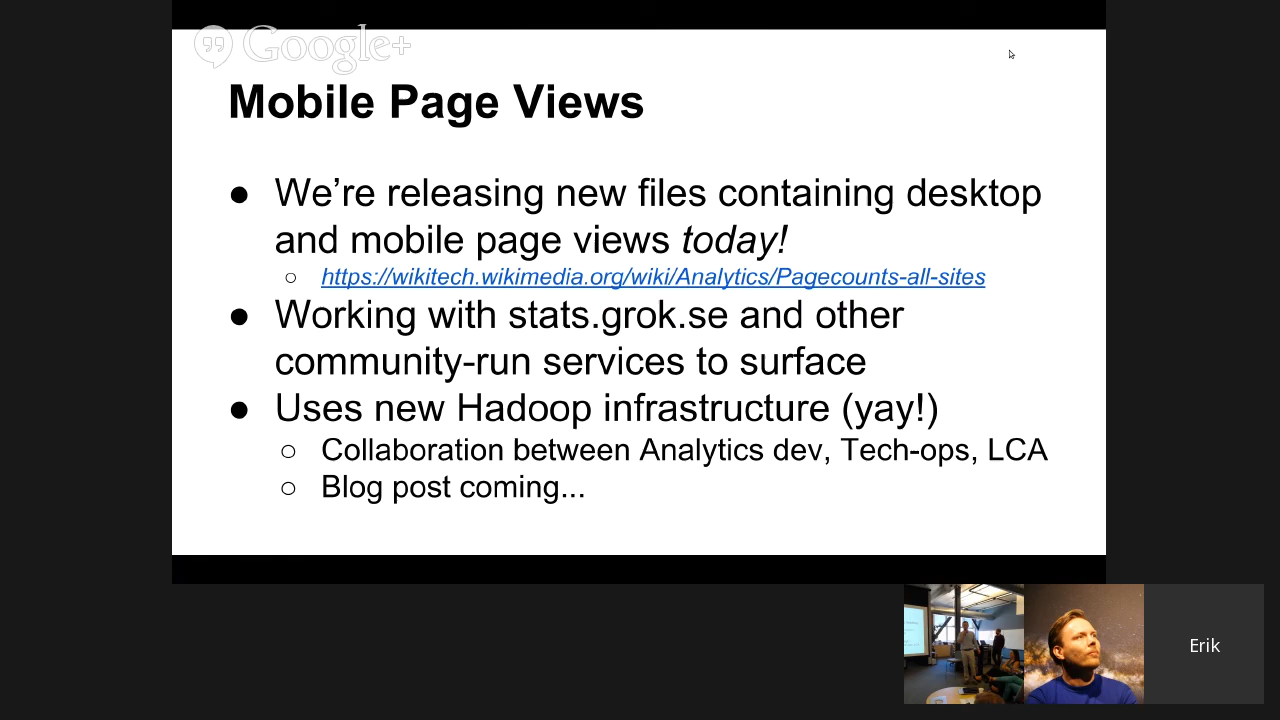 Google+
Mobile Page Views
● We’re releasing new files containing desktop
and mobile page views today!
○ https://wikitech.wikimedia.org/wiki/Analytics/Pagecounts-all-sites
● Working with stats.grok.se and other
community-run services to surface
● Uses new Hadoop infrastructure (yay!)
○ Collaboration between Analytics dev, Tech-ops, LCA
○ Blog post coming...
Erik